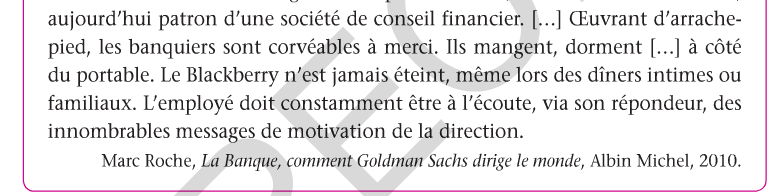 aujourd’hui patron d’une société de conseil financier. […] Œuvrant d’arrache-
pied, les banquiers sont corvéables à merci. Ils mangent, dorment […] à côté
du portable. Le Blackberry n’est jamais éteint, même lors des dîners intimes ou
familiaux. L’employé doit constamment être à l’écoute, via son répondeur, des
innombrables messages de motivation de la direction.
Marc Roche, La Banque, comment Goldman Sachs dirige le monde, Albin Michel, 2010.